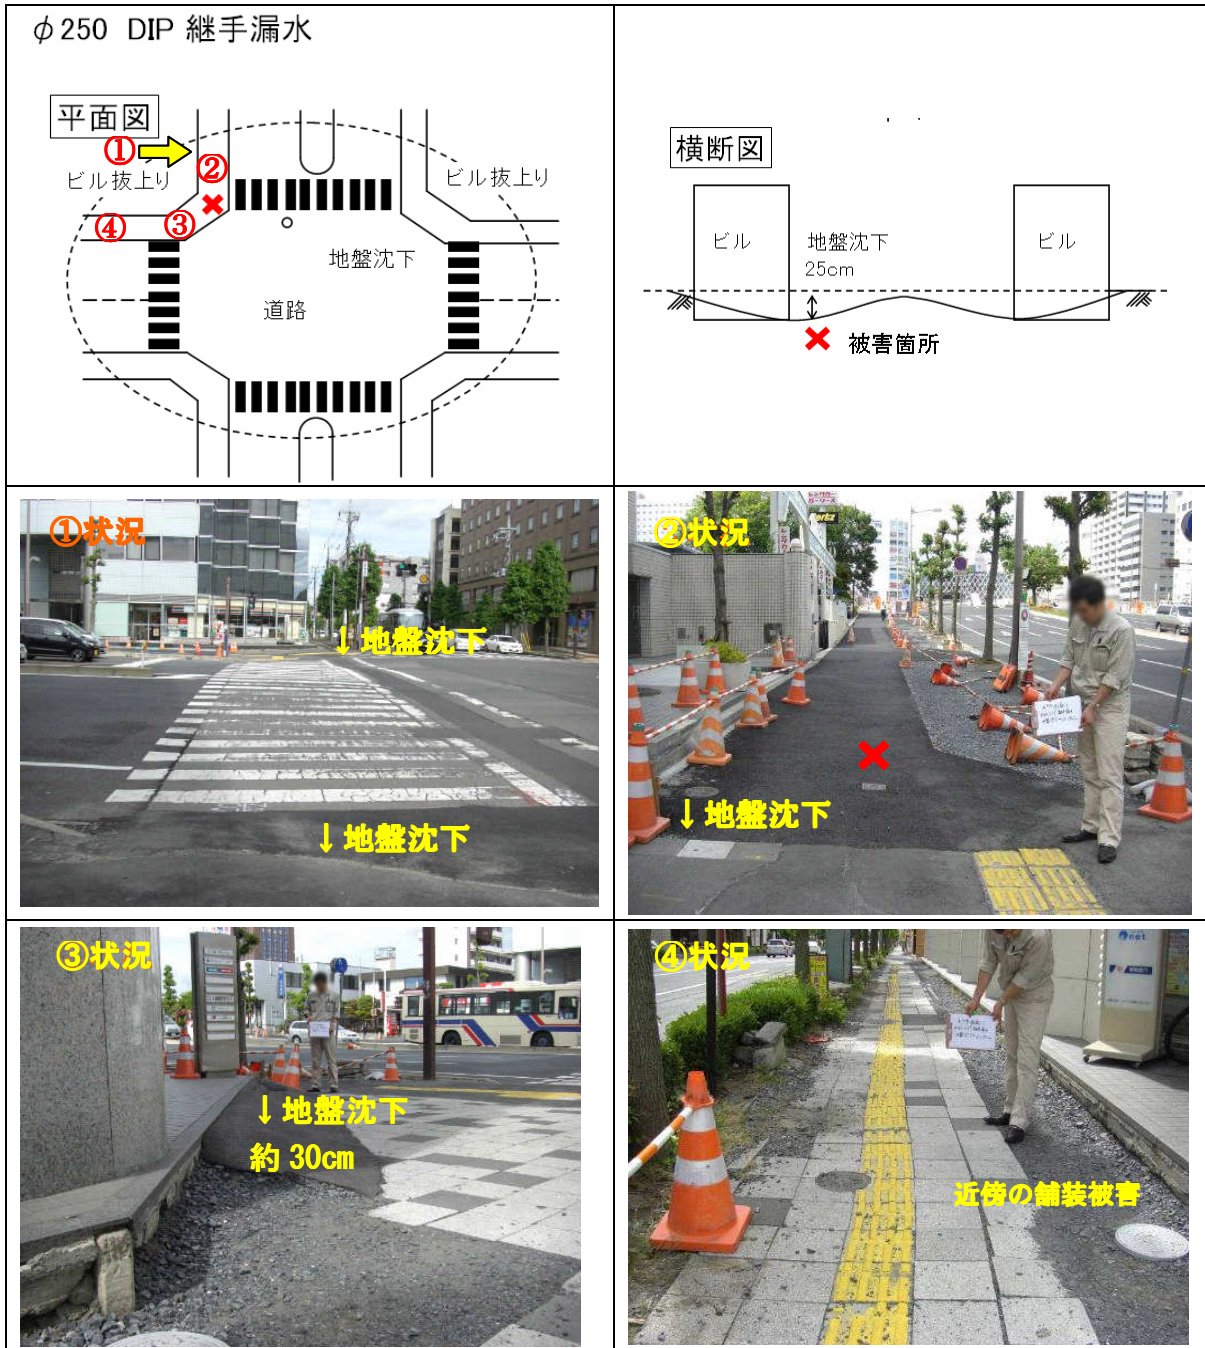 φ250 DIP 継手漏水
平面図
①
②
ビル抜上り
ビル抜上り
④
③
地盤沈下
道路
横断図
ビル
地盤沈下
25cm
ビル
被害箇所
①状況
↓地盤沈下
↓地盤沈下
②状況
↓地盤沈下
③状況
↓地盤沈下
約 30cm
④状況
近傍の舗装被害